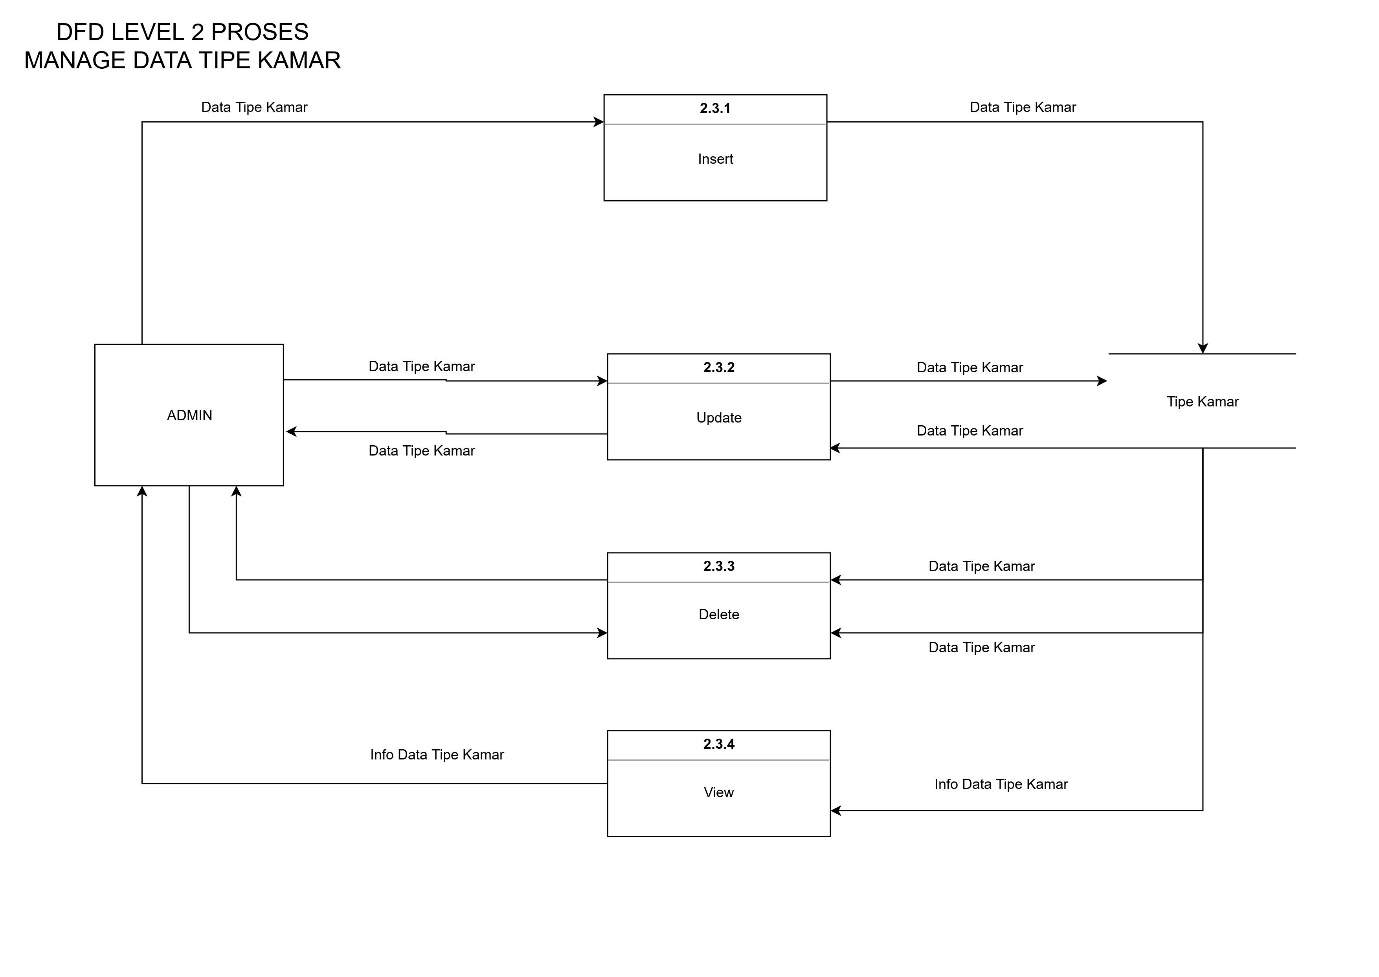 DFD LEVEL 2 PROSES
MANAGE DATA TIPE KAMAR
Data Tipe Kamar
2.3.1
Data Tipe Kamar
Insert
Data Tipe Kamar
2.3.2
Data Tipe Kamar
ADMIN
Update
Tipe Kamar
Data Tipe Kamar
Data Tipe Kamar
2.3.3
Data Tipe Kamar
Delete
Data Tipe Kamar
2.3.4
Info Data Tipe Kamar
View
Info Data Tipe Kamar